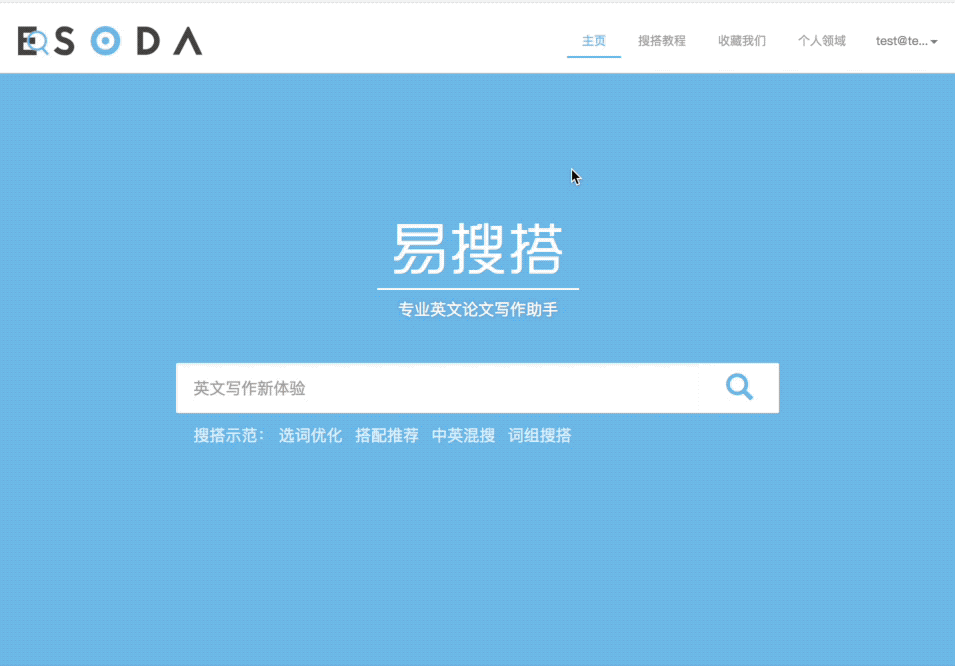 ESODA
主页 搜搭教程 收藏我们 个人领域 test@te...
易搜搭
专业英文论文写作助手
英文写作新体验
搜搭示范： 选词优化 搭配推荐 中英混搜 词组搜搭